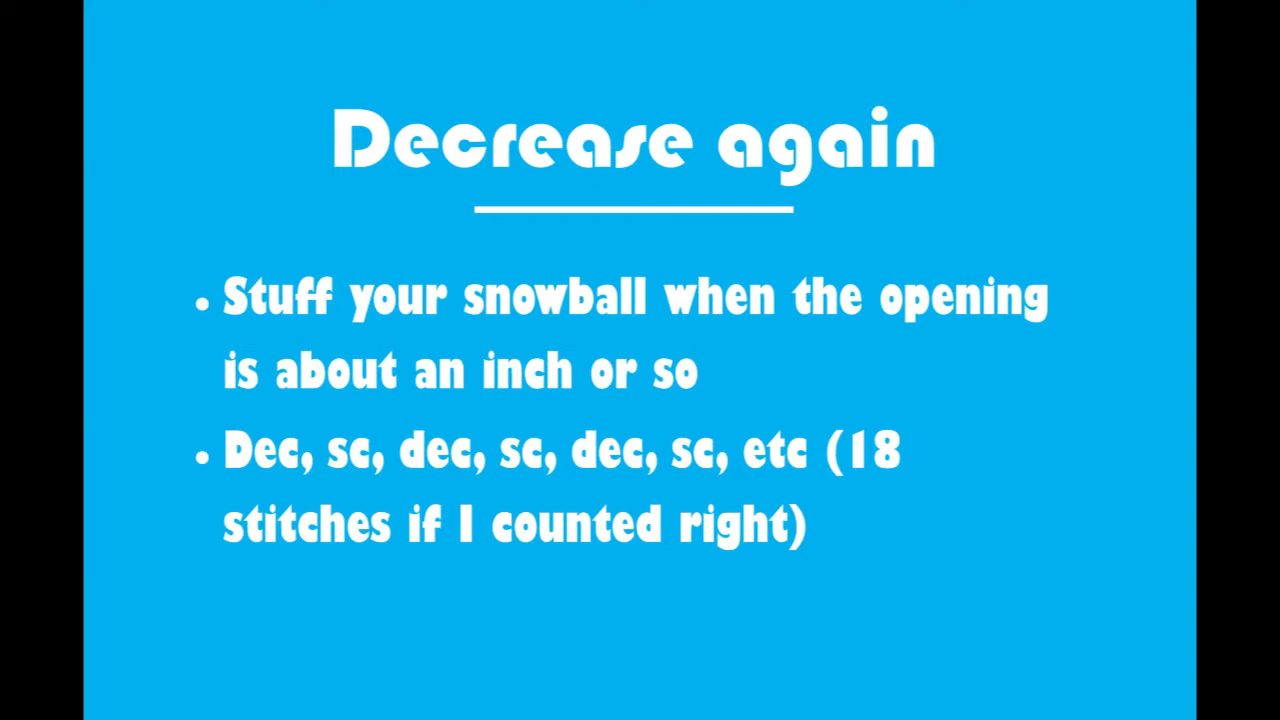 Decrease again
• Stuff your snowball when the opening
is about an inch or so
• Dec, sc, dec, sc, dec, sc, etc (18
stitches if I counted right)